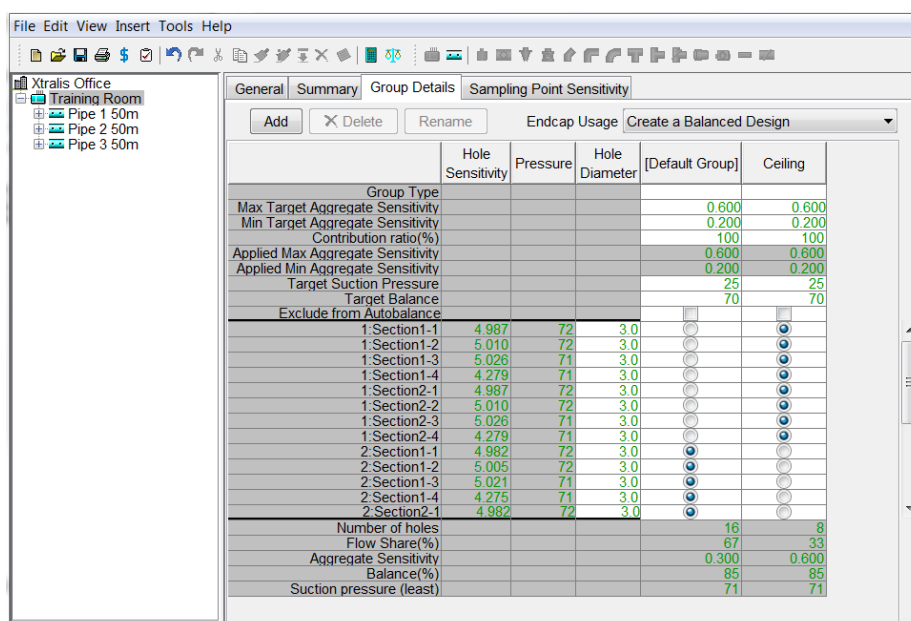 File Edit View Insert Tools Help
Xtralis Office
Training Room
Pipe 1 50m
Pipe 2 50m
Pipe 3 50m
General Summary Group Details Sampling Point Sensitivity
Add Delete Rename Endcap Usage Create a Balanced Design
Hole Sensitivity Pressure Hole Diameter [Default Group] Ceiling
Group Type
Max Target Aggregate Sensitivity 0.600 0.600
Min Target Aggregate Sensitivity 0.200 0.200
Contribution ratio(%) 100 100
Applied Max Aggregate Sensitivity 0.600 0.600
Applied Min Aggregate Sensitivity 0.200 0.200
Target Suction Pressure 25 25
Target Balance 70 70
Exclude from Autobalance
1:Section1-1 4.987 72 3.0
1:Section1-2 5.010 72 3.0
1:Section1-3 5.026 71 3.0
1:Section1-4 4.279 71 3.0
1:Section2-1 4.987 72 3.0
1:Section2-2 5.010 72 3.0
1:Section2-3 5.026 71 3.0
1:Section2-4 4.279 71 3.0
2:Section1-1 4.982 72 3.0
2:Section1-2 5.005 72 3.0
2:Section1-3 5.021 71 3.0
2:Section1-4 4.275 71 3.0
2:Section2-1 4.982 72 3.0
Number of holes 16 8
Flow Share(%) 67 33
Aggregate Sensitivity 0.300 0.600
Balance(%) 85 85
Suction pressure (least) 71 71